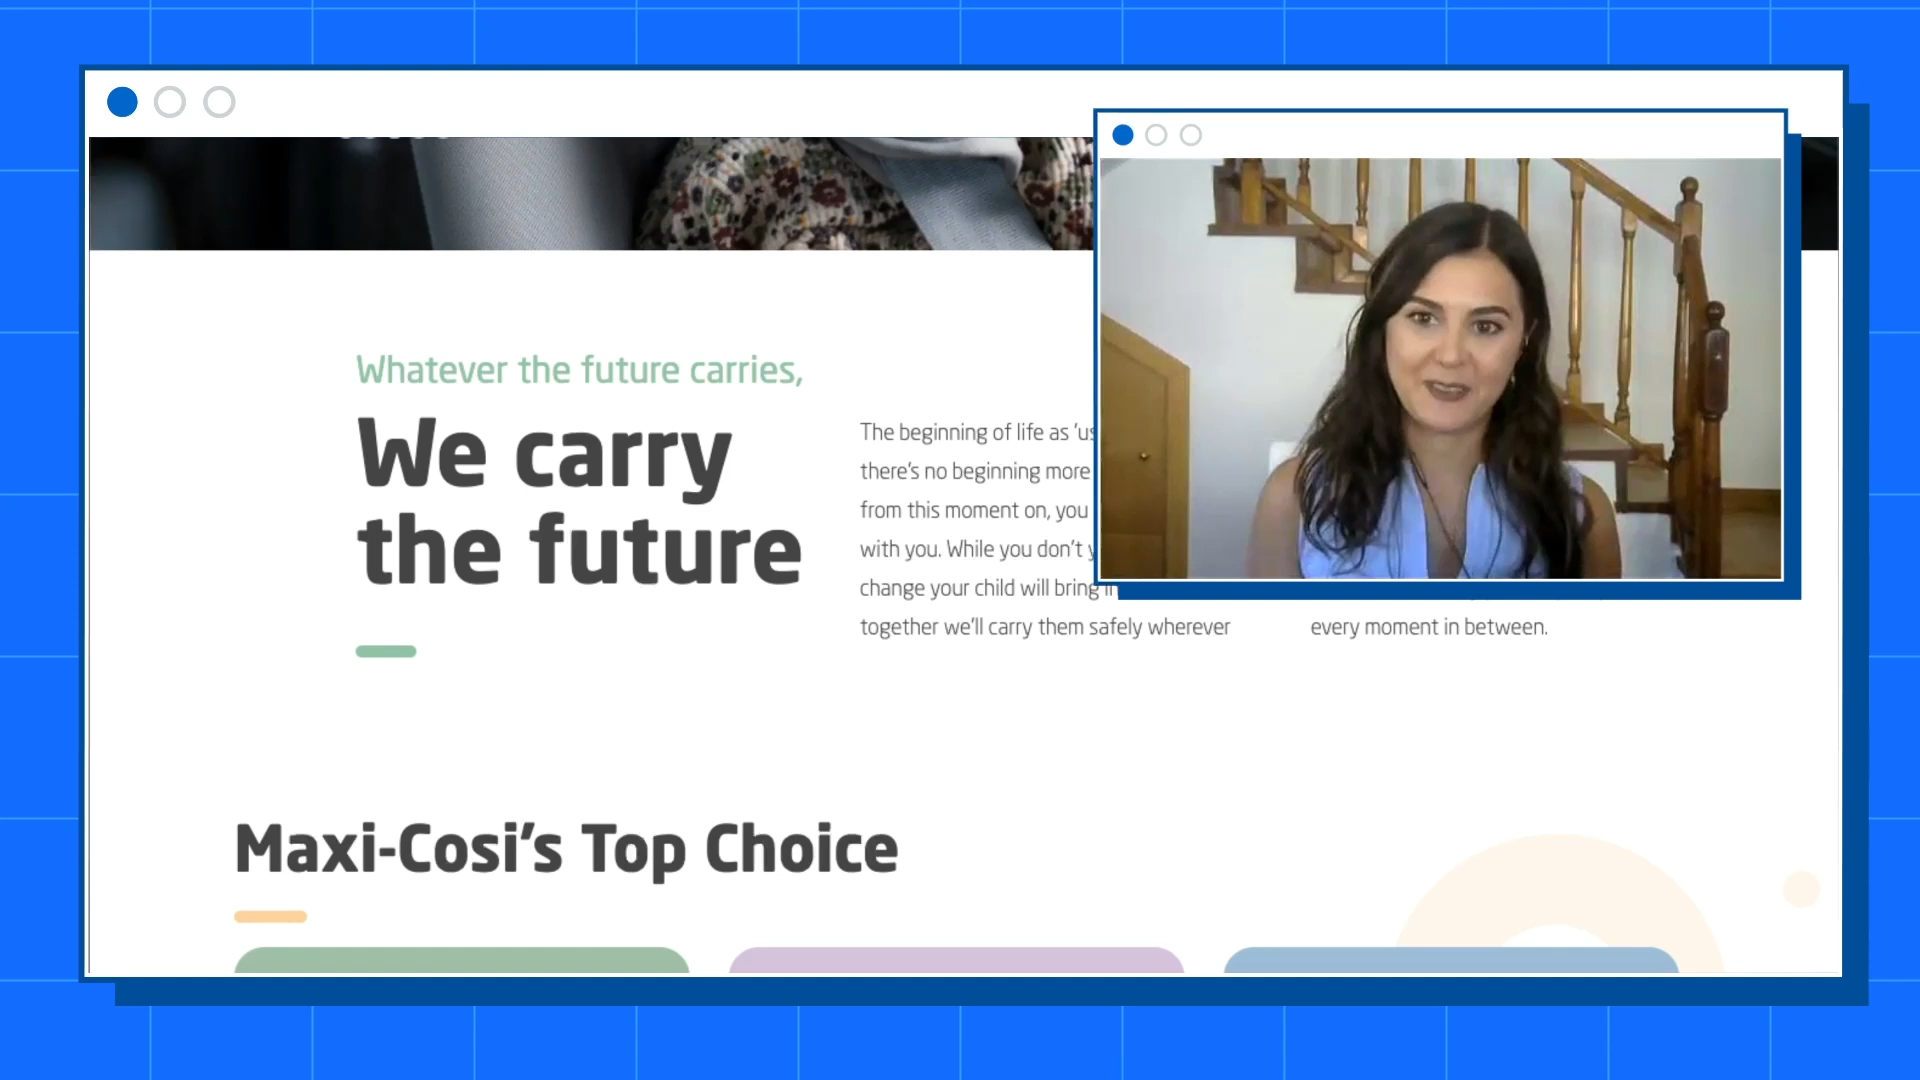 Whatever the future carries,
We carry
the future
The beginning of life as 'us
there's no beginning more
from this moment on, you
with you. While you don't
change your child will bring
together we'll carry them safely wherever
every moment in between.
Maxi-Cosi's Top Choice